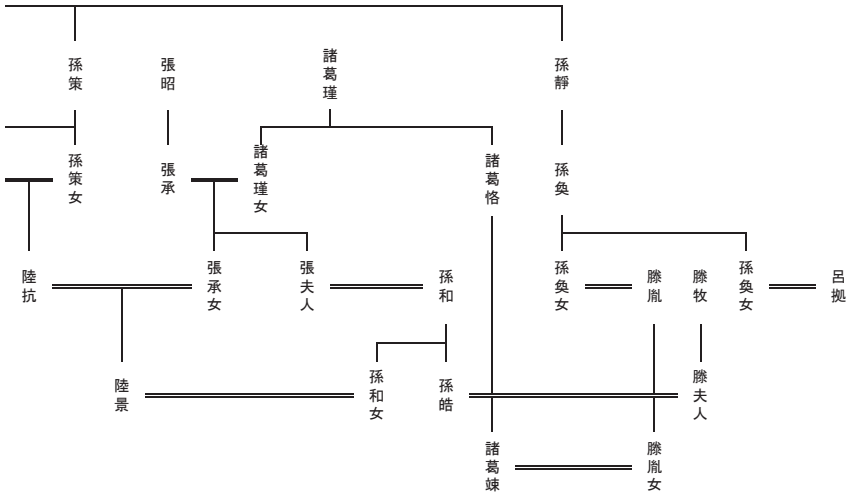 孫策
張昭
諸葛瑾
孫靜
孫策女
張承
諸葛瑾女
諸葛恪
孫奐
陸抗
張承女
張夫人
孫和
孫奐女
滕胤
滕牧
孫奐女
呂拠
陸景
孫和女
孫皓
滕夫人
諸葛竦
滕胤女